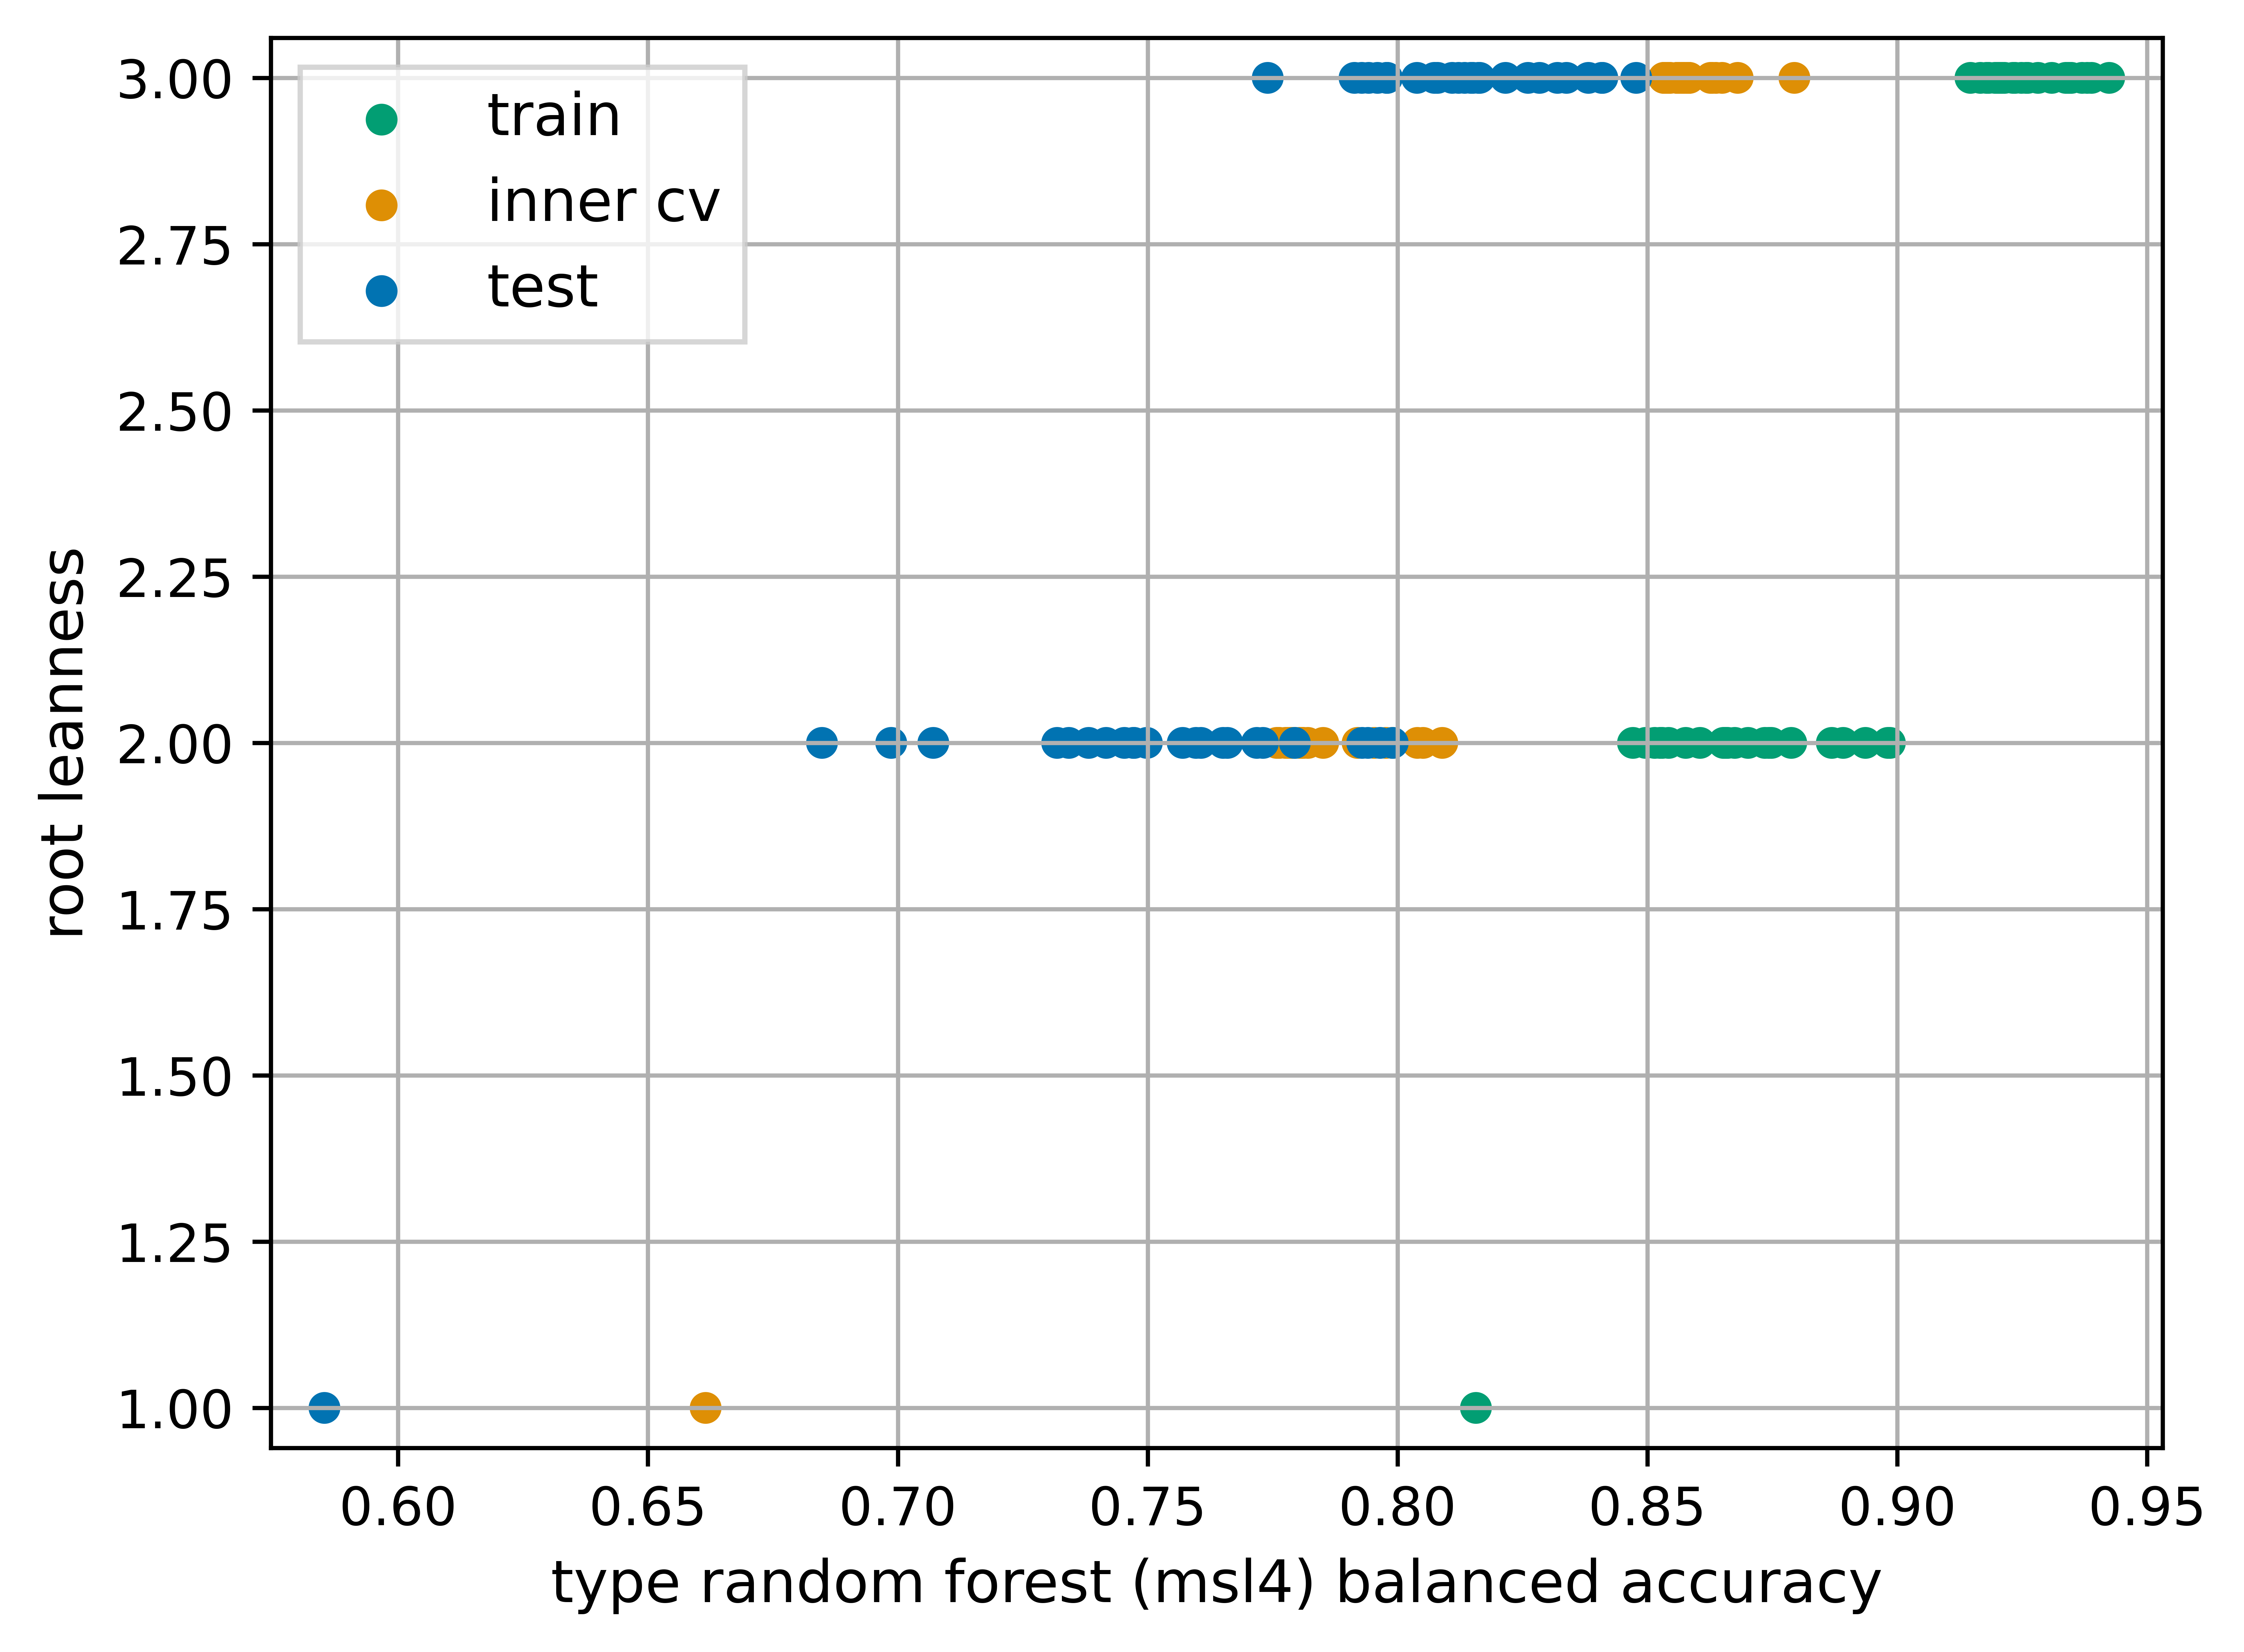 train
inner cv
test
3.00
2.75
2.50
2.25
2.00
1.75
1.50
1.25
1.00
root leanness
0.60 0.65 0.70 0.75 0.80 0.85 0.90 0.95
type random forest (msl4) balanced accuracy